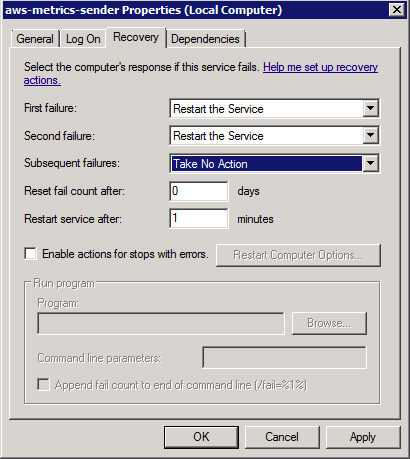 aws-metrics-sender Properties (Local Computer)
General Log On Recovery Dependencies
Select the computer's response if this service fails. Help me set up recovery
actions.
First failure: Restart the Service
Second failure: Restart the Service
Subsequent failures: Take No Action
Reset fail count after: 0 days
Restart service after: 1 minutes
Enable actions for stops with errors. Restart Computer Options...
Run program
Program:
Browse...
Command line parameters:
Append fail count to end of command line (/fail=%1%)
OK Cancel Apply